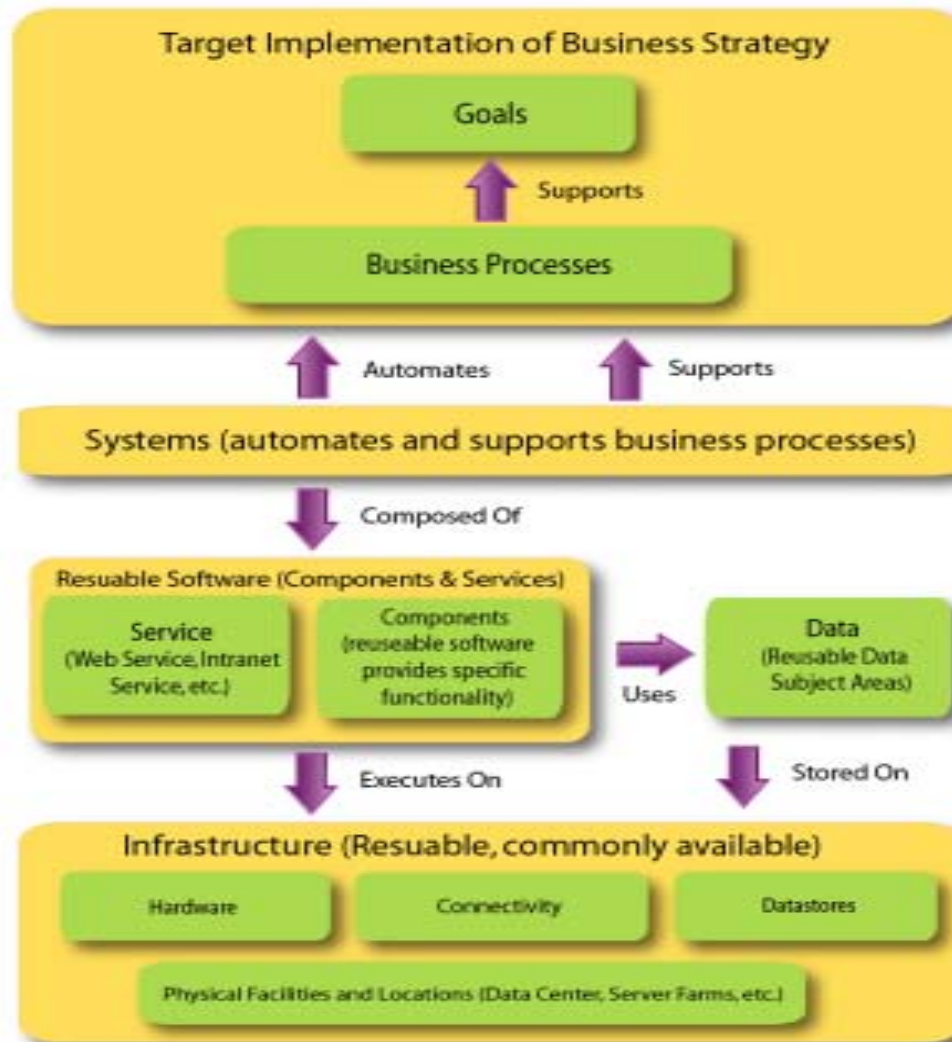 Target Implementation of Business Strategy
Goals
Supports
Business Processes
Automates
Supports
Systems (automates and supports business processes)
Composed Of
Resuable Software (Components & Services)
Service
(Web Service, Intranet
Service, etc.)
Components
(reuseable software
provides specific
functionality)
Uses
Data
(Reusable Data
Subject Areas)
Executes On
Stored On
Infrastructure (Resuable, commonly available)
Hardware
Connectivity
Datastores
Physical Facilities and Locations (Data Center, Server Farms, etc.)